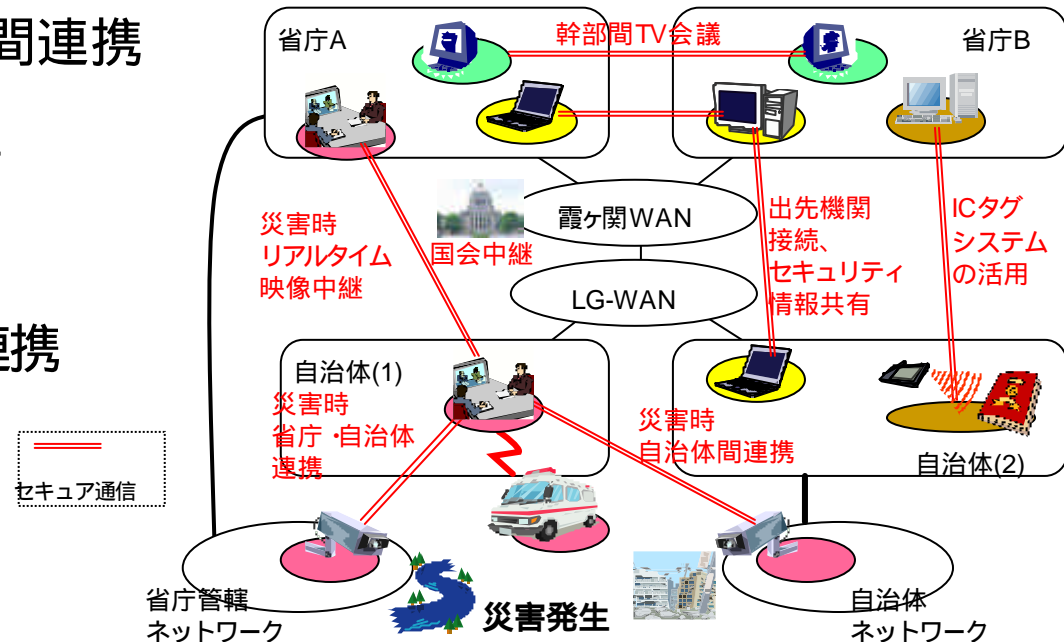 間連携
連携
省庁A
幹部間TV会議
省庁B
災害時
リアルタイム
映像中継
国会中継
霞ヶ関WAN
出先機関
接続、
セキュリティ
情報共有
ICタグ
システム
の活用
LG-WAN
自治体(1)
災害時
省庁・自治体
連携
災害時
自治体間連携
自治体(2)
セキュア通信
省庁管轄
ネットワーク
災害発生
自治体
ネットワーク